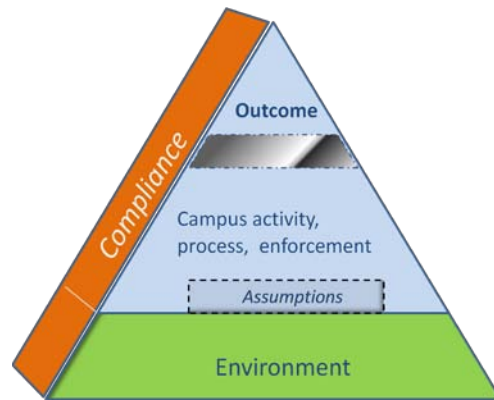 Compliance
Outcome
Campus activity,
process, enforcement
Assumptions
Environment